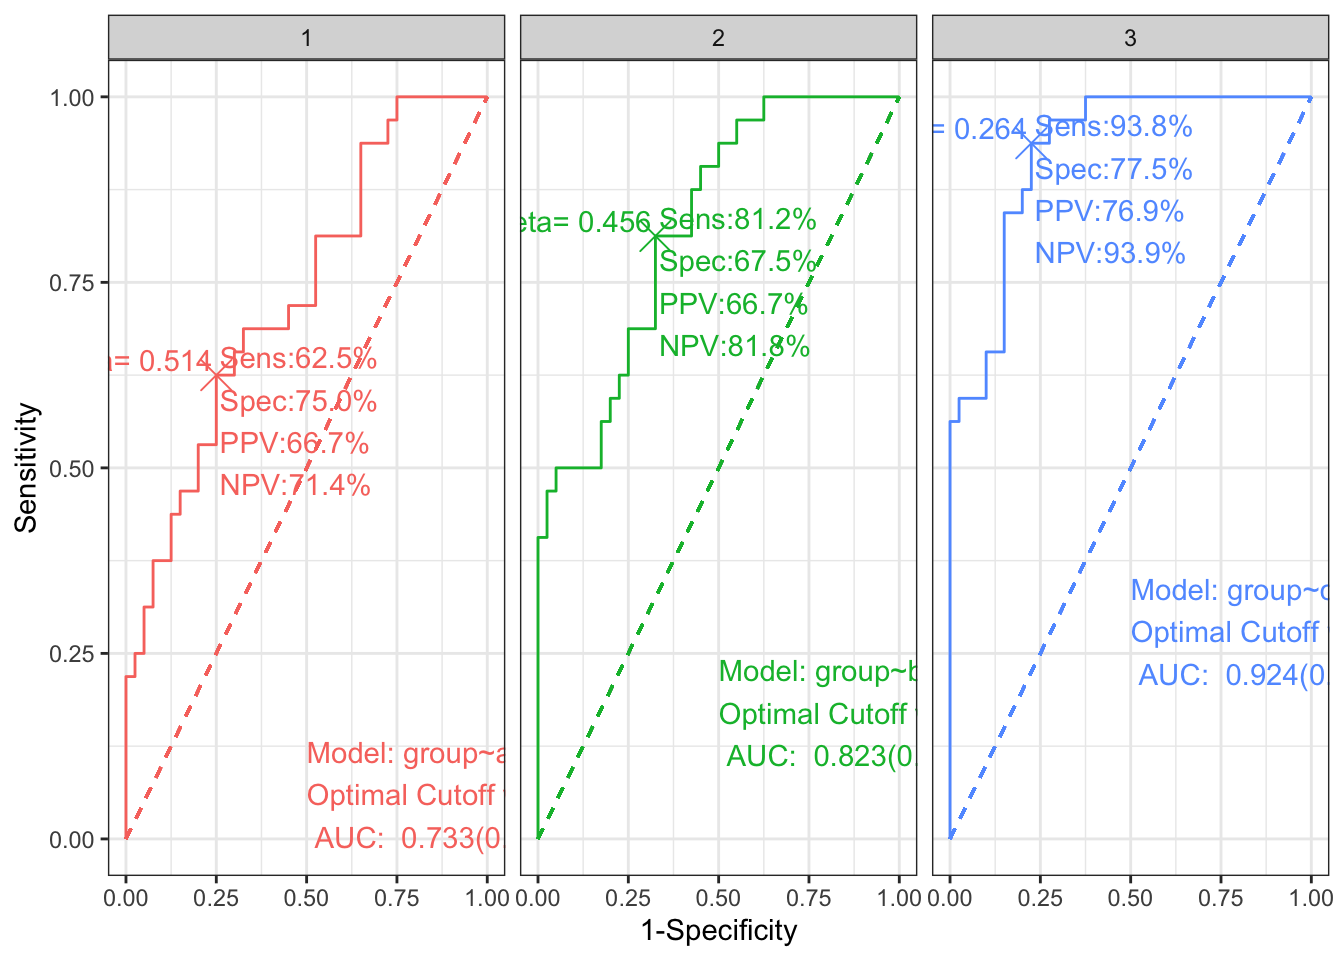 1
2
3
Sensitivity
1.00
0.75
0.50
0.25
0.00
= 0.514
Sens:62.5%
Spec:75.0%
PPV:66.7%
NPV:71.4%
Model: group~a
Optimal Cutoff
AUC: 0.733(0.
eta= 0.456
Sens:81.2%
Spec:67.5%
PPV:66.7%
NPV:81.8%
Model: group~b
Optimal Cutoff
AUC: 0.823(0.
= 0.264
Sens:93.8%
Spec:77.5%
PPV:76.9%
NPV:93.9%
Model: group~c
Optimal Cutoff
AUC: 0.924(0.
0.00 0.25 0.50 0.75 1.00
0.00 0.25 0.50 0.75 1.00
0.00 0.25 0.50 0.75 1.00
1-Specificity